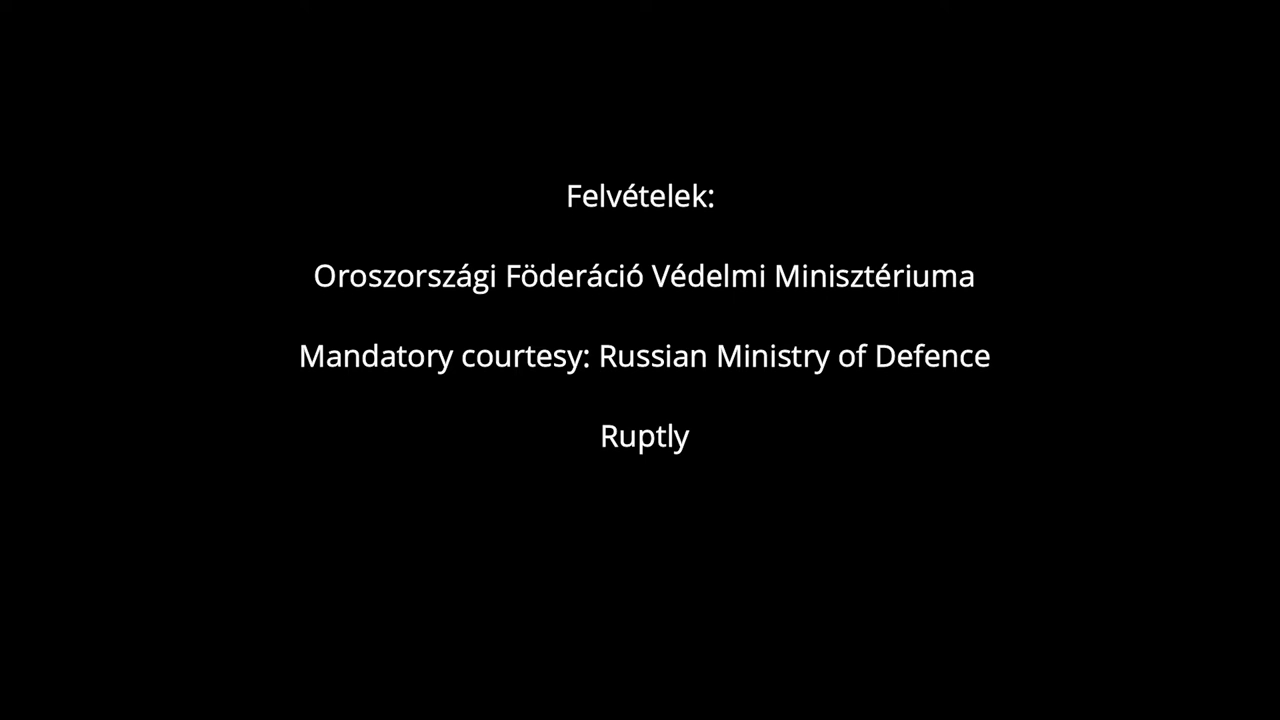 Felvételek:
Oroszországi Föderáció Védelmi Minisztériuma
Mandatory courtesy: Russian Ministry of Defence
Ruptly